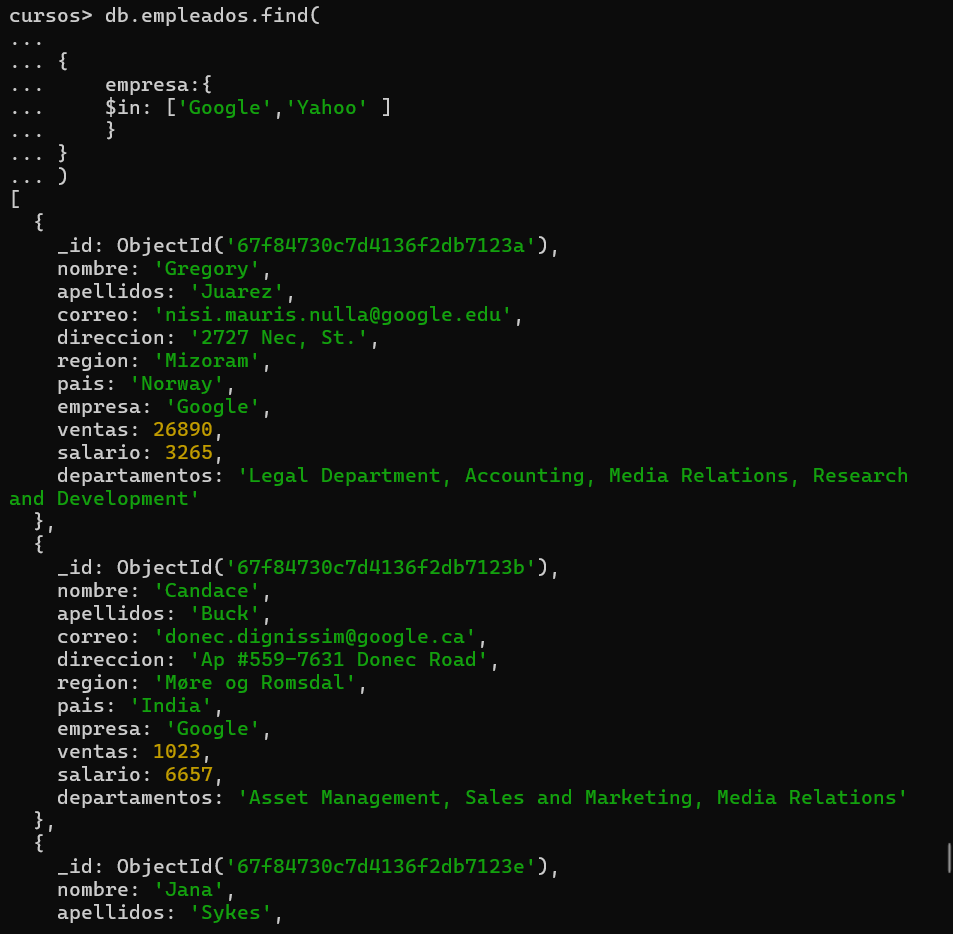 cursos> db.empleados.find(
...
... {
...     empresa:{
...     $in: ['Google','Yahoo' ]
...     }
... }
... )
[
  {
    _id: ObjectId('67f84730c7d4136f2db7123a'),
    nombre: 'Gregory',
    apellidos: 'Juarez',
    correo: 'nisi.mauris.nulla@google.edu',
    direccion: '2727 Nec, St.',
    region: 'Mizoram',
    pais: 'Norway',
    empresa: 'Google',
    ventas: 26890,
    salario: 3265,
    departamentos: 'Legal Department, Accounting, Media Relations, Research
and Development'
  },
  {
    _id: ObjectId('67f84730c7d4136f2db7123b'),
    nombre: 'Candace',
    apellidos: 'Buck',
    correo: 'donec.dignissim@google.ca',
    direccion: 'Ap #559-7631 Donec Road',
    region: 'Møre og Romsdal',
    pais: 'India',
    empresa: 'Google',
    ventas: 1023,
    salario: 6657,
    departamentos: 'Asset Management, Sales and Marketing, Media Relations'
  },
  {
    _id: ObjectId('67f84730c7d4136f2db7123e'),
    nombre: 'Jana',
    apellidos: 'Sykes',